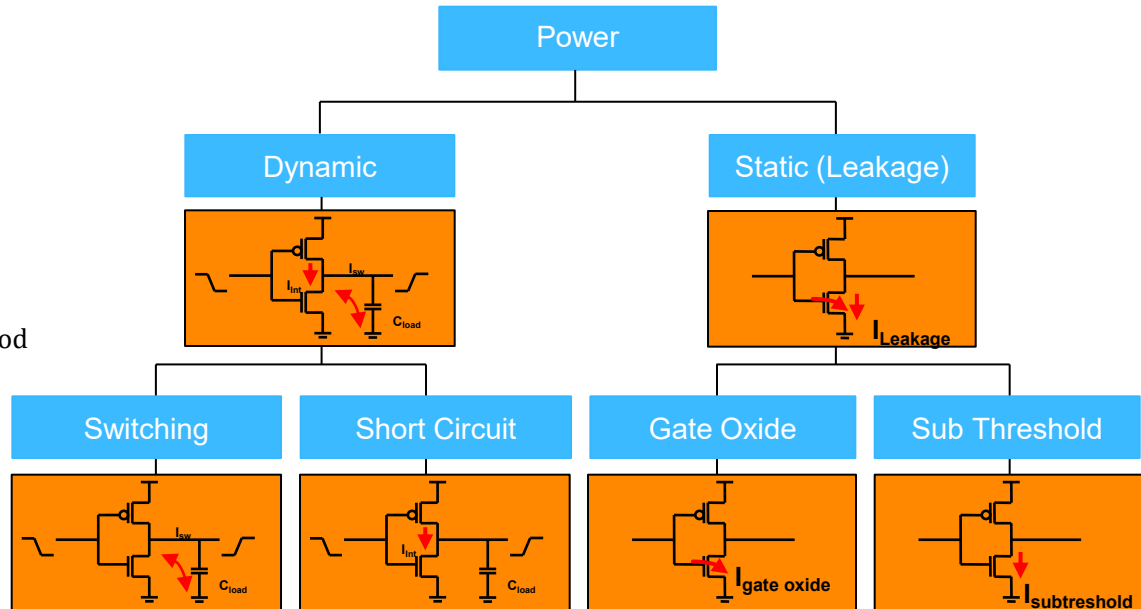 Power
Dynamic
Static (Leakage)
Isw
IInt
Cload
ILeakage
od
Switching
Short Circuit
Gate Oxide
Sub Threshold
Isw
Cload
IInt
Cload
Igate oxide
Isubtreshold